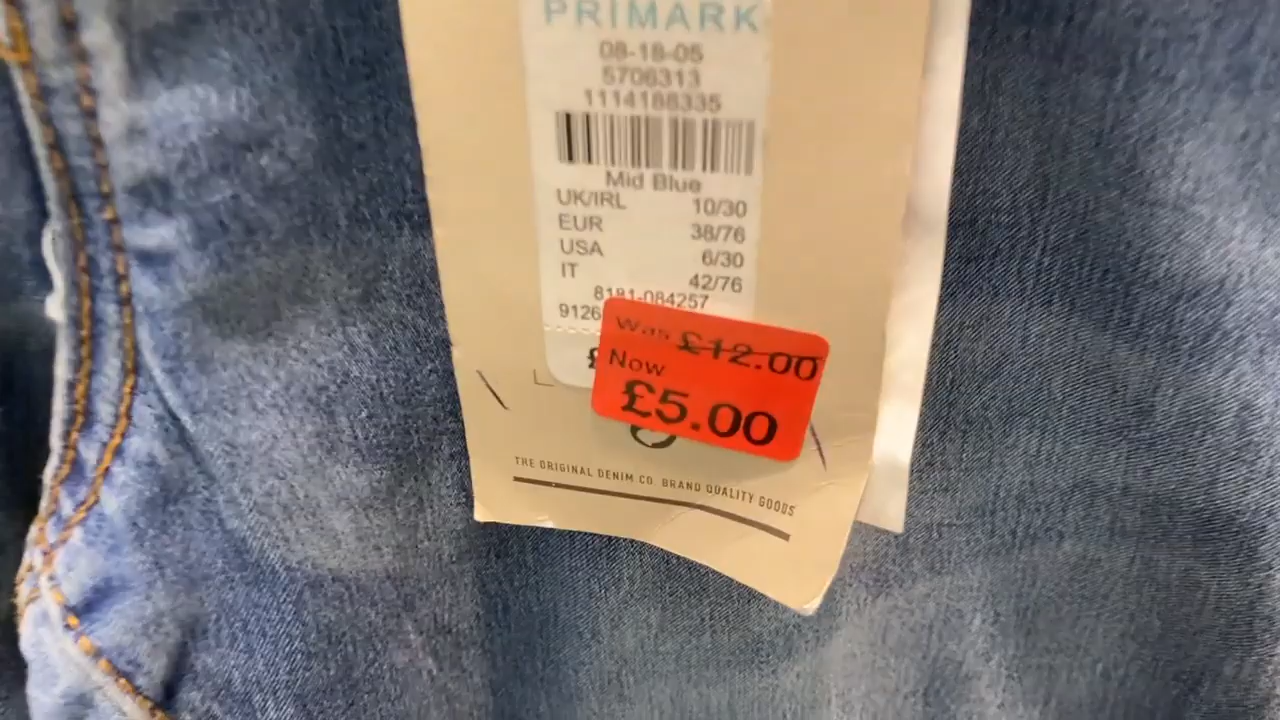 PRIMARK
08-18-05
5706313
1114188335
Mid Blue
UK/IRL 10/30
EUR 38/76
USA 6/30
IT 42/76
8181-084257
9126
£
Was £12.00
Now
£5.00
THE ORIGINAL DENIM CO. BRAND QUALITY GOODS